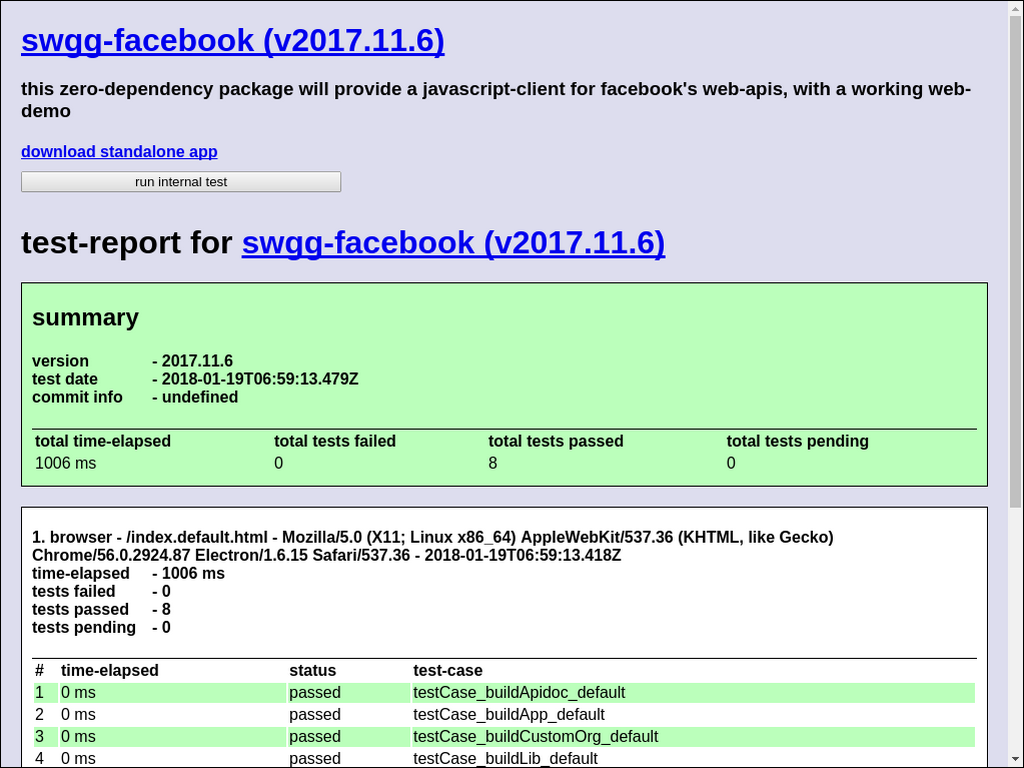 swgg-facebook (v2017.11.6)
this zero-dependency package will provide a javascript-client for facebook's web-apis, with a working web-
demo
download standalone app
run internal test
test-report for swgg-facebook (v2017.11.6)
summary
version - 2017.11.6
test date - 2018-01-19T06:59:13.479Z
commit info - undefined
total time-elapsed total tests failed total tests passed total tests pending
1006 ms 0 8 0
1. browser - /index.default.html - Mozilla/5.0 (X11; Linux x86_64) AppleWebKit/537.36 (KHTML, like Gecko)
Chrome/56.0.2924.87 Electron/1.6.15 Safari/537.36 - 2018-01-19T06:59:13.418Z
time-elapsed - 1006 ms
tests failed - 0
tests passed - 8
tests pending - 0
# time-elapsed status test-case
1 0 ms passed testCase_buildApidoc_default
2 0 ms passed testCase_buildApp_default
3 0 ms passed testCase_buildCustomOrg_default
4 0 ms passed testCase_buildLib_default